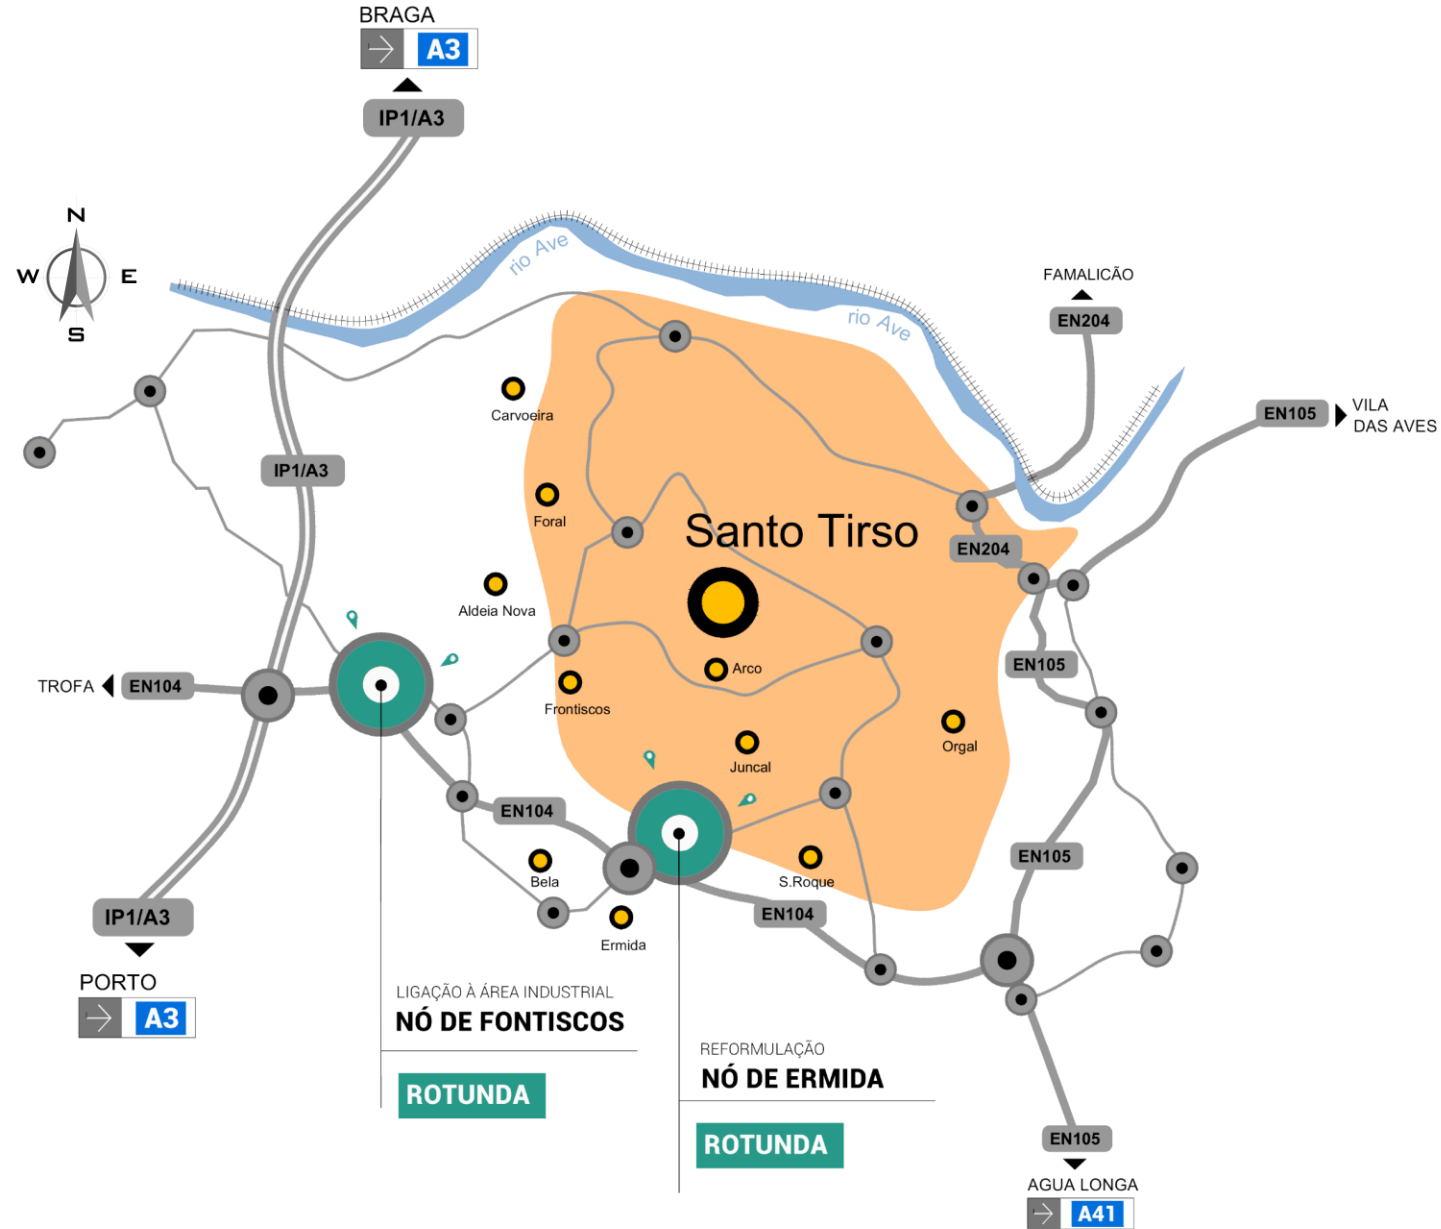 BRAGA
A3
IP1/A3
N
W E
S
rio Ave
rio Ave
FAMALICÃO
EN204
EN105
VILA
DAS AVES
Carvoeira
IP1/A3
Foral
Santo Tirso
EN204
Aldeia Nova
EN105
Arco
TROFA
EN104
Frontiscos
Orgal
Juncal
EN104
EN105
Bela
S.Roque
EN104
IP1/A3
Ermida
PORTO
A3
LIGAÇÃO À ÁREA INDUSTRIAL
NÓ DE FONTISCOS
ROTUNDA
REFORMULAÇÃO
NÓ DE ERMIDA
ROTUNDA
EN105
AGUA LONGA
A41